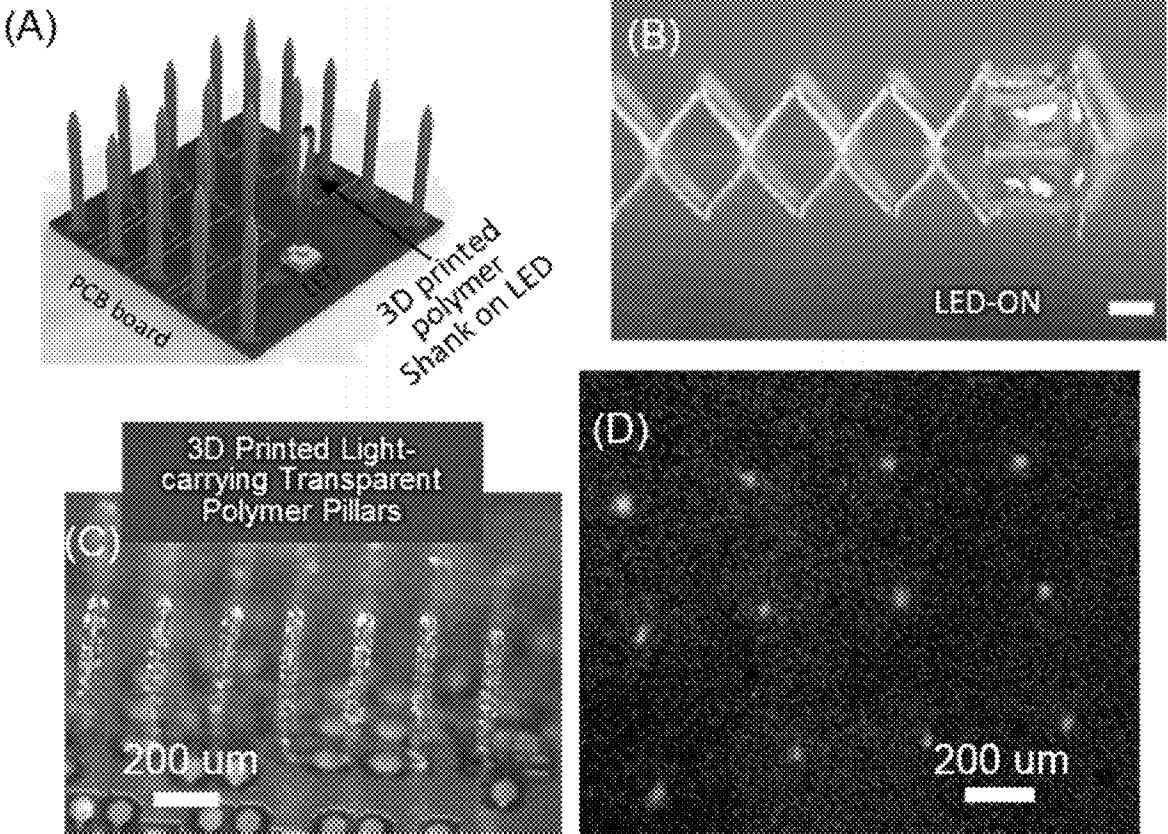 (A)
PCB board
LED
3D printed
polymer
Shank on LED
(B)
LED-ON
3D Printed Light-
carrying Transparent
Polymer Pillars
(C)
200 um
(D)
200 um